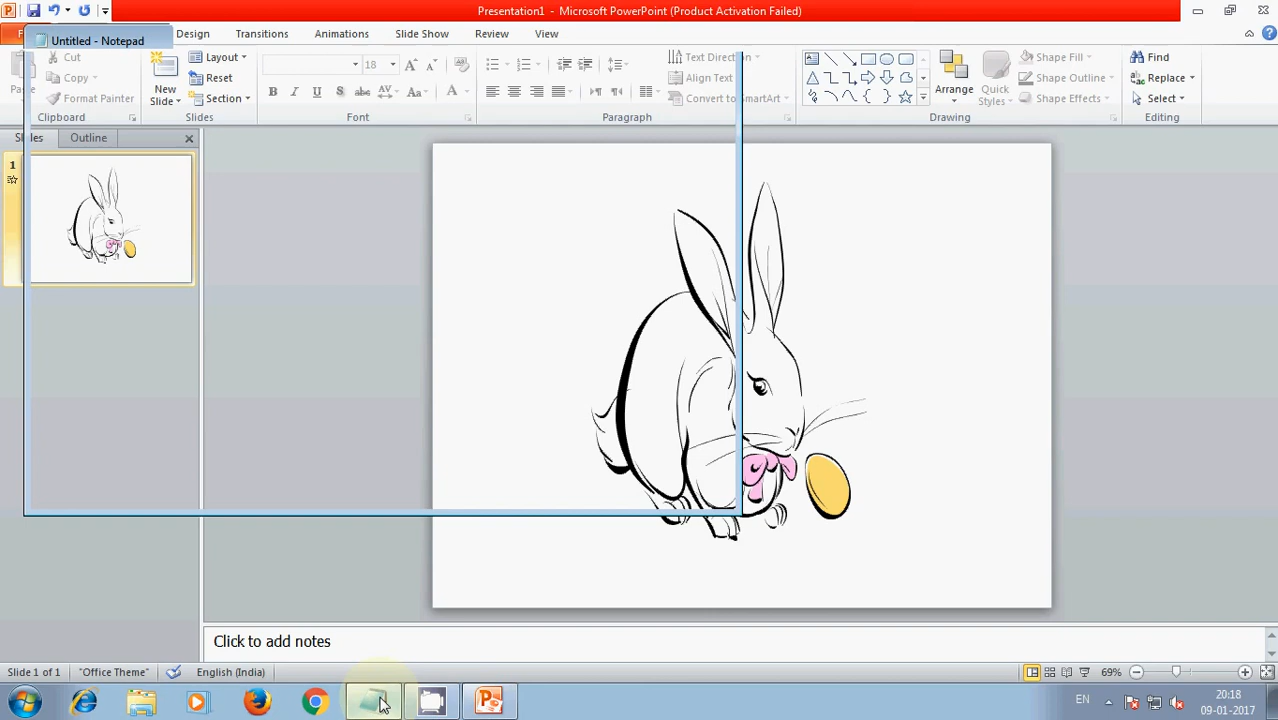 Presentation1 - Microsoft PowerPoint (Product Activation Failed)
Untitled - Notepad
Design Transitions Animations Slide Show Review View
Cut
Copy
Format Painter
Clipboard
New Slide
Layout
Reset
Section
Slides
18
Font
Paragraph
Text Direction
Align Text
Convert to SmartArt
Arrange
Quick Styles
Shape Fill
Shape Outline
Shape Effects
Drawing
Find
Replace
Select
Editing
Slides Outline
1
Click to add notes
Slide 1 of 1 "Office Theme" English (India) 69%
EN 20:18
09-01-2017